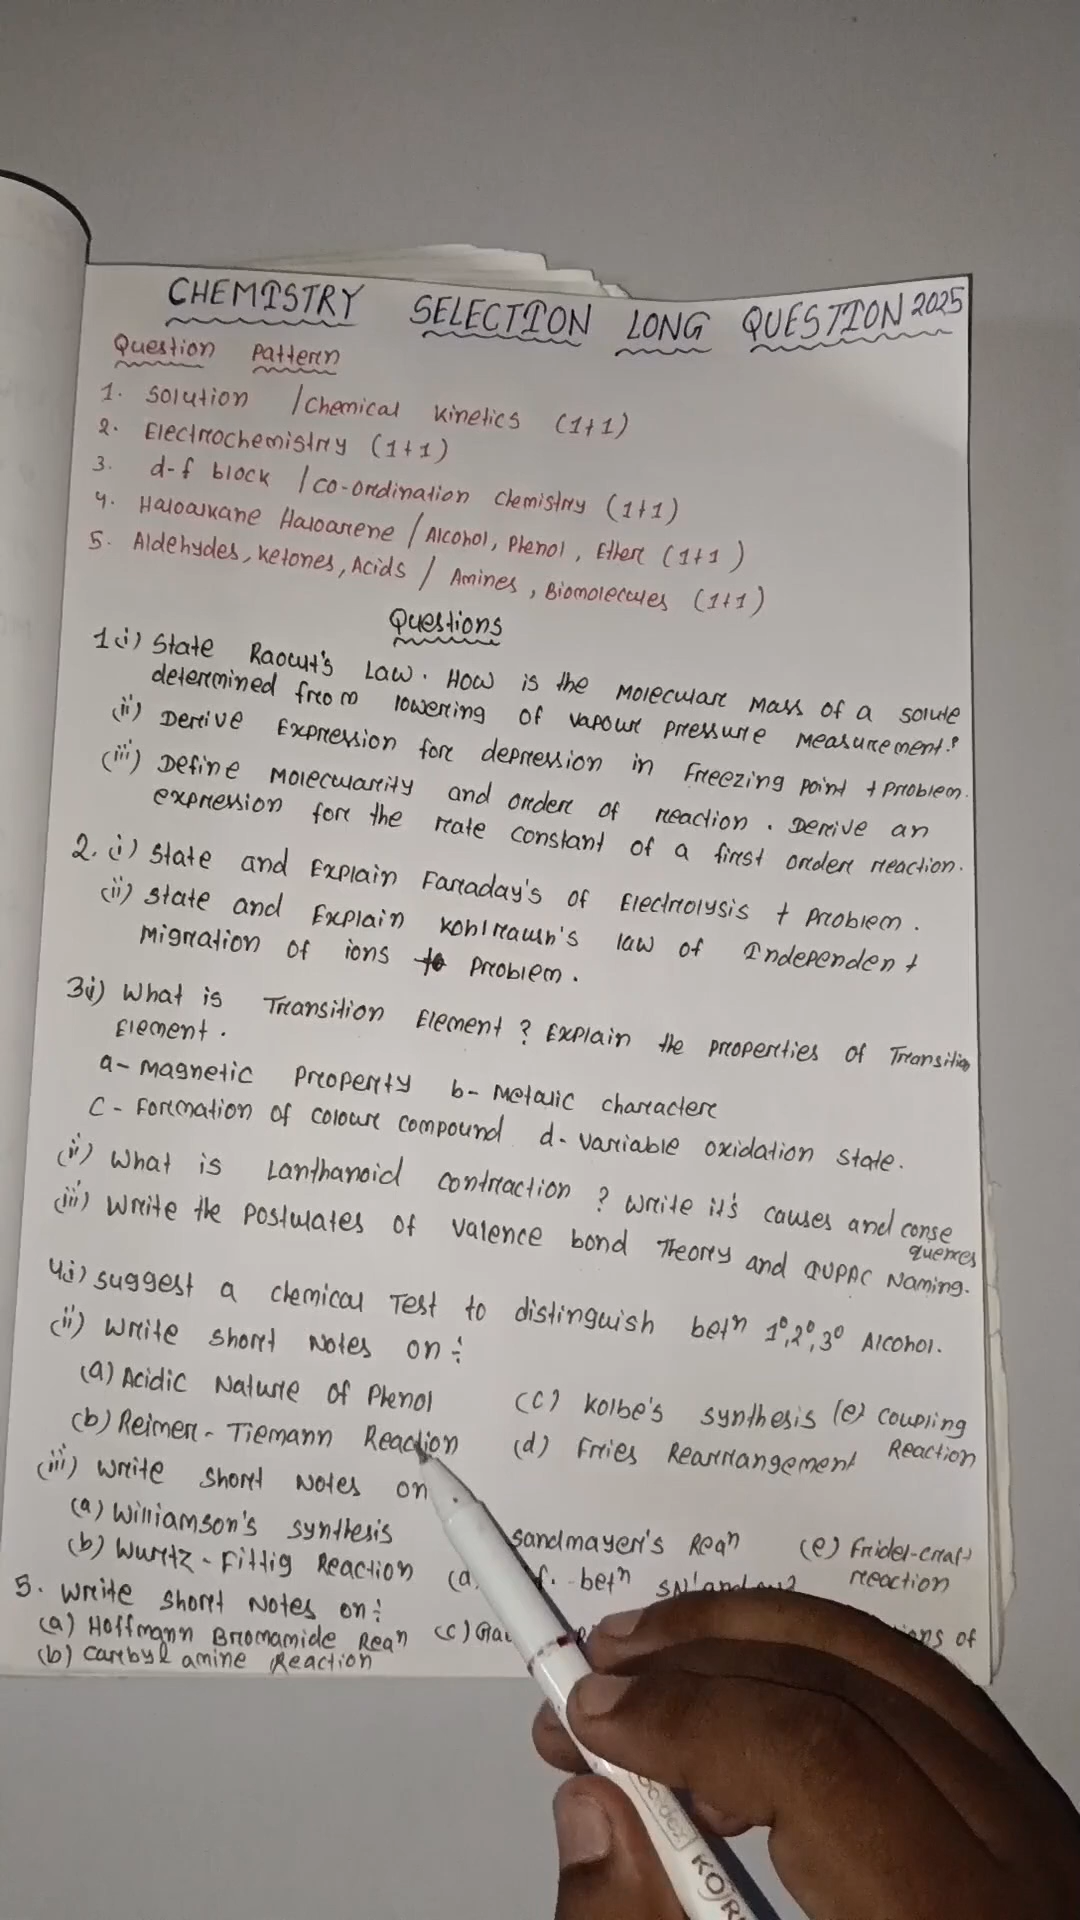 CHEMISTRY SELECTION LONG QUESTION 2025
Question Pattern
1. Solution / Chemical Kinetics (1+1)
2. Electrochemistry (1+1)
3. d-f block / co-ordination chemistry (1+1)
4. Haloalkane Haloarene / Alcohol, Phenol, Ether (1+1)
5. Aldehydes, Ketones, Acids / Amines, Biomolecules (1+1)
Questions
1(i) State Raoult's Law. How is the Molecular Mass of a solute
determined from lowering of vapour pressure Measurement?
(ii) Derive Expression for depression in Freezing point + Problem.
(iii) Define Molecularity and order of reaction. Derive an
expression for the rate constant of a first order reaction.
2. (i) State and Explain Faraday's of Electrolysis + Problem.
(ii) State and Explain Kohlraush's law of Independent
Migration of ions Problem.
3(i) What is Transition Element? Explain the properties of Transition
Element.
a- Magnetic Property b- Metalic character
C- Formation of colour compound d- Variable oxidation state.
(ii) What is Lanthanoid contraction? Write it's causes and conse
quences
(iii) Write the Postulates of Valence bond Theory and IUPAC Naming.
4(i) Suggest a chemical Test to distinguish betn 1°,2°,3° Alcohol.
(ii) Write short Notes on ÷
(a) Acidic Nature of Phenol (c) Kolbe's synthesis (e) Coupling
(b) Reimer-Tiemann Reaction (d) Fries Rearrangement Reaction
(iii) Write short Notes on
(a) Williamson's synthesis Sandmayer's Rean (e) Fridel-craft
(b) Wurtz-Fittig Reaction betn reaction
5. Write short Notes on ÷
(a) Hoffmann Bromamide Rean (c) of
(b) Carbyl amine Reaction
KOR